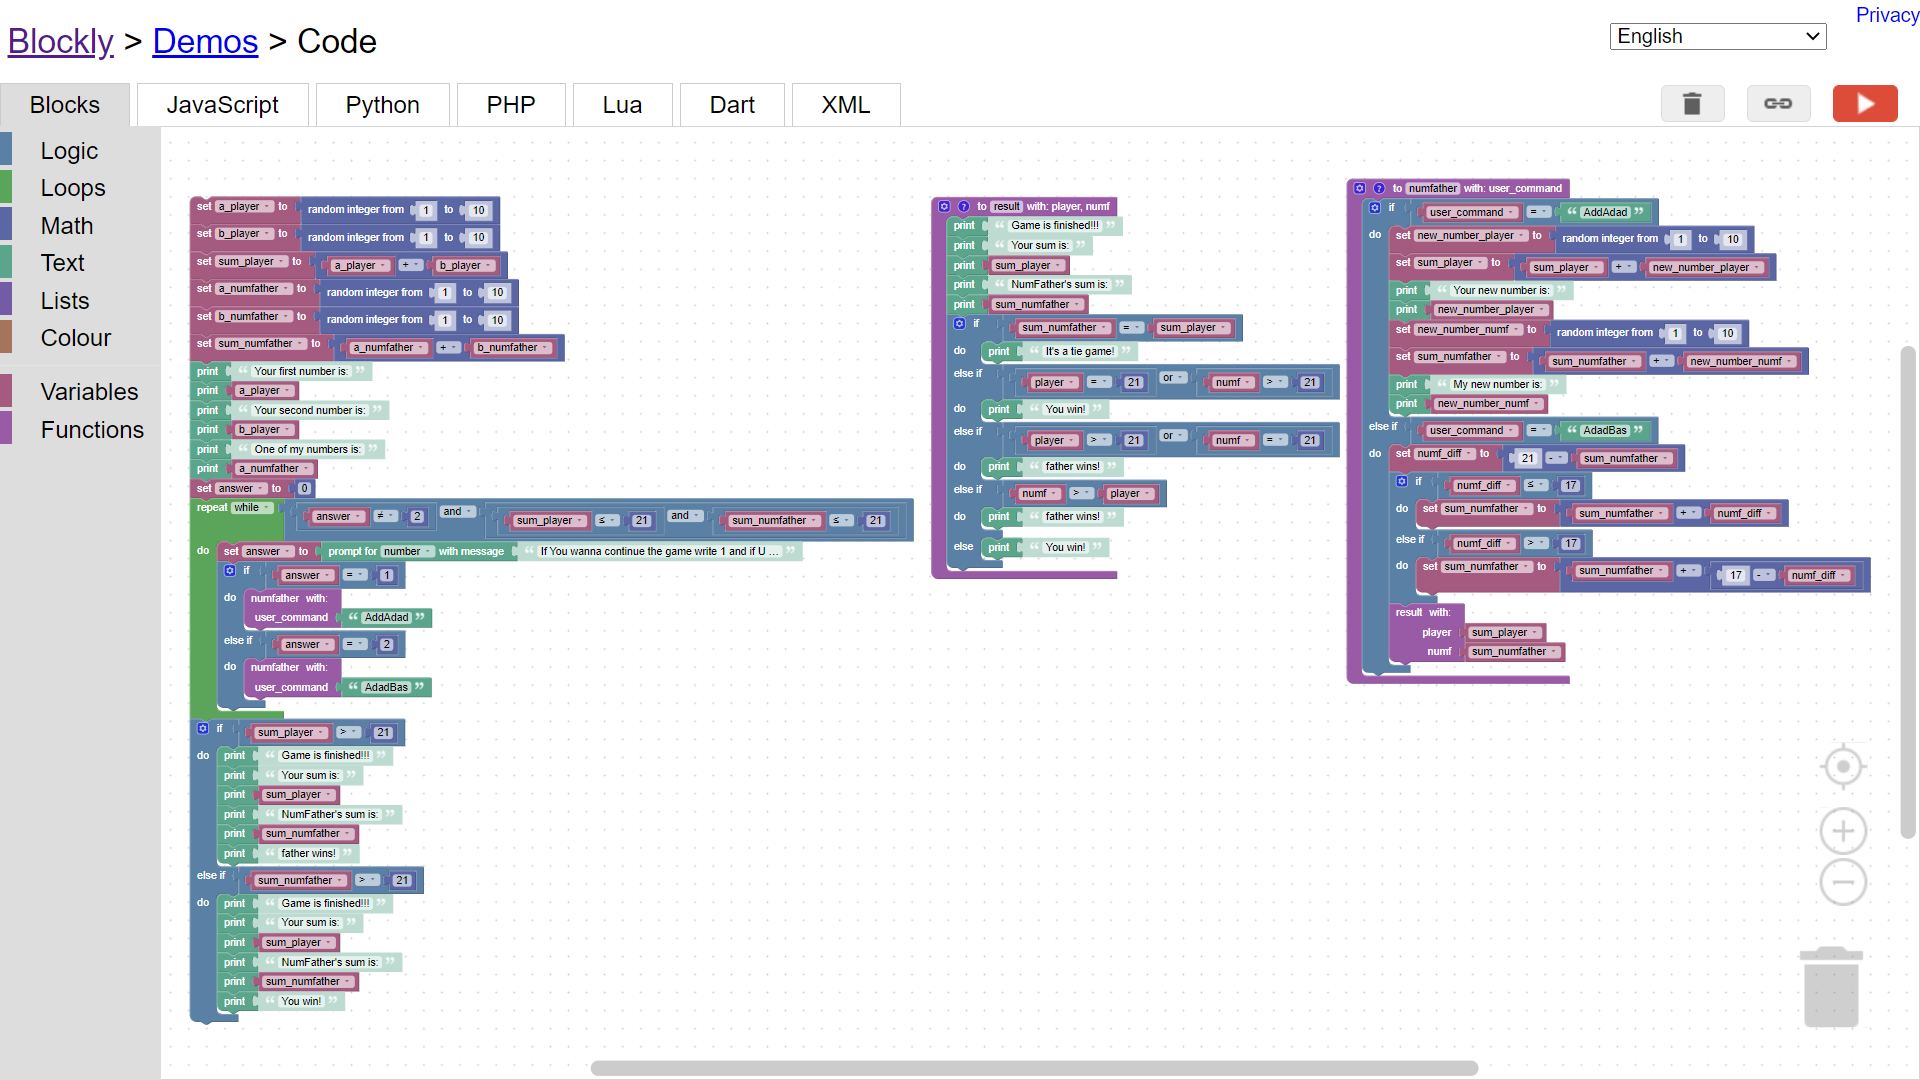 Privacy
Blockly > Demos > Code
English
Blocks JavaScript Python PHP Lua Dart XML
Logic
Loops
Math
Text
Lists
Colour
Variables
Functions
set a_player to random integer from 1 to 10
set b_player to random integer from 1 to 10
set sum_player to a_player + b_player
set a_numfather to random integer from 1 to 10
set b_numfather to random integer from 1 to 10
set sum_numfather to a_numfather + b_numfather
print “ Your first number is: ”
print a_player
print “ Your second number is: ”
print b_player
print “ One of my numbers is: ”
print a_numfather
set answer to 0
repeat while answer ≠ 2 and sum_player ≤ 21 and sum_numfather ≤ 21
do set answer to prompt for number with message “ If You wanna continue the game write 1 and if U ... ”
if answer = 1
do numfather with:
user_command “ AddAdad ”
else if answer = 2
do numfather with:
user_command “ AdadBas ”
if sum_player > 21
do print “ Game is finished!!! ”
print “ Your sum is: ”
print sum_player
print “ NumFather's sum is: ”
print sum_numfather
print “ father wins! ”
else if sum_numfather > 21
do print “ Game is finished!!! ”
print “ Your sum is: ”
print sum_player
print “ NumFather's sum is: ”
print sum_numfather
print “ You win! ”
? to result with: player, numf
print “ Game is finished!!! ”
print “ Your sum is: ”
print sum_player
print “ NumFather's sum is: ”
print sum_numfather
if sum_numfather = sum_player
do print “ It's a tie game! ”
else if player = 21 or numf > 21
do print “ You win! ”
else if player > 21 or numf = 21
do print “ father wins! ”
else if numf > player
do print “ father wins! ”
else print “ You win! ”
? to numfather with: user_command
if user_command = “ AddAdad ”
do set new_number_player to random integer from 1 to 10
set sum_player to sum_player + new_number_player
print “ Your new number is: ”
print new_number_player
set new_number_numf to random integer from 1 to 10
set sum_numfather to sum_numfather + new_number_numf
print “ My new number is: ”
print new_number_numf
else if user_command = “ AdadBas ”
do set numf_diff to 21 - sum_numfather
if numf_diff ≤ 17
do set sum_numfather to sum_numfather + numf_diff
else if numf_diff > 17
do set sum_numfather to sum_numfather + 17 - numf_diff
result with:
player sum_player
numf sum_numfather